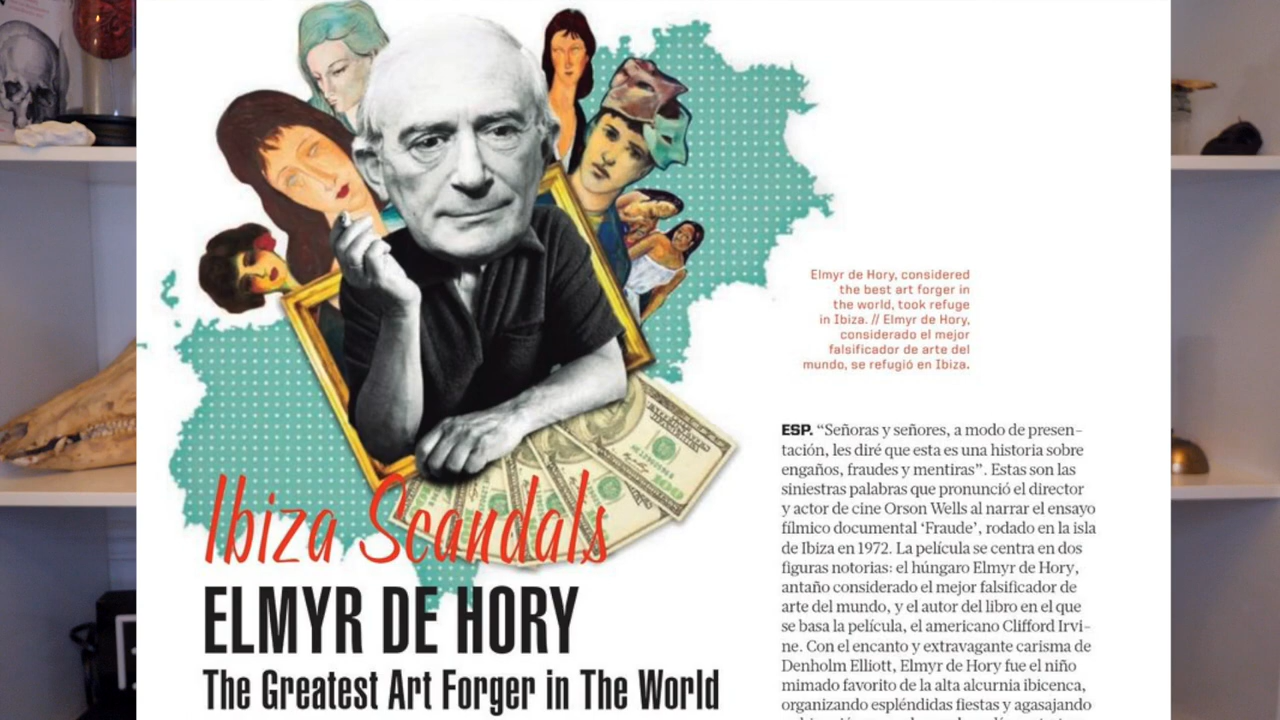 Elmyr de Hory, considered
the best art forger in
the world, took refuge
in Ibiza. // Elmyr de Hory,
considerado el mejor
falsificador de arte del
mundo, se refugió en Ibiza.
Ibiza Scandals
ELMYR DE HORY
The Greatest Art Forger in The World
ESP. “Señoras y señores, a modo de presen-
tación, les diré que esta es una historia sobre
engaños, fraudes y mentiras”. Estas son las
siniestras palabras que pronunció el director
y actor de cine Orson Wells al narrar el ensayo
fílmico documental ‘Fraude’, rodado en la isla
de Ibiza en 1972. La película se centra en dos
figuras notorias: el húngaro Elmyr de Hory,
antaño considerado el mejor falsificador de
arte del mundo, y el autor del libro en el que
se basa la película, el americano Clifford Irvi-
ne. Con el encanto y extravagante carisma de
Denholm Elliott, Elmyr de Hory fue el niño
mimado favorito de la alta alcurnia ibicenca,
organizando espléndidas fiestas y agasajando